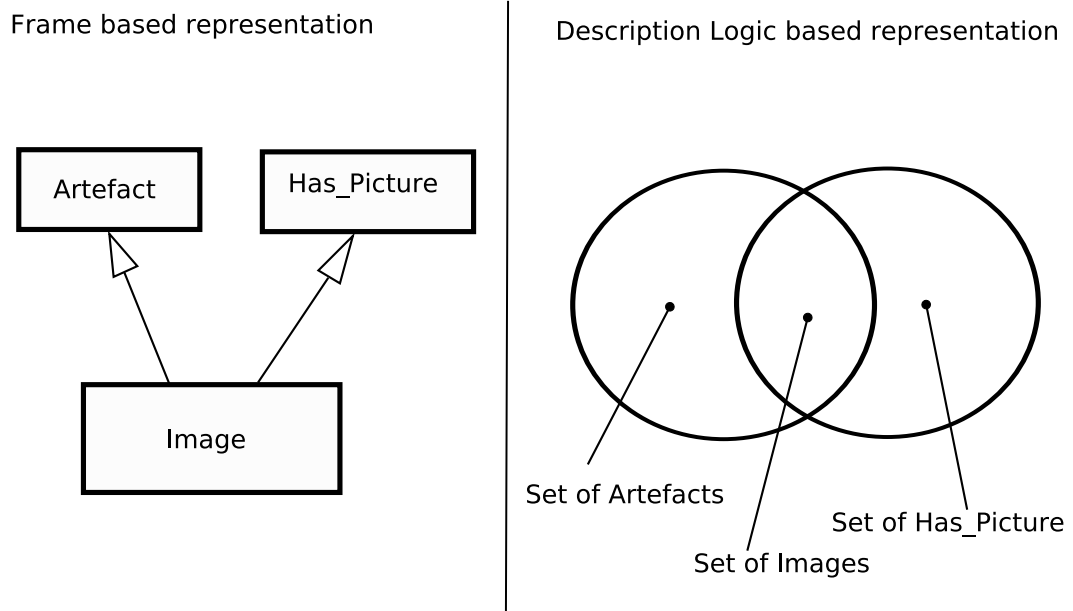 Frame based representation
Artefact
Has_Picture
Image
Description Logic based representation
Set of Artefacts
Set of Has_Picture
Set of Images